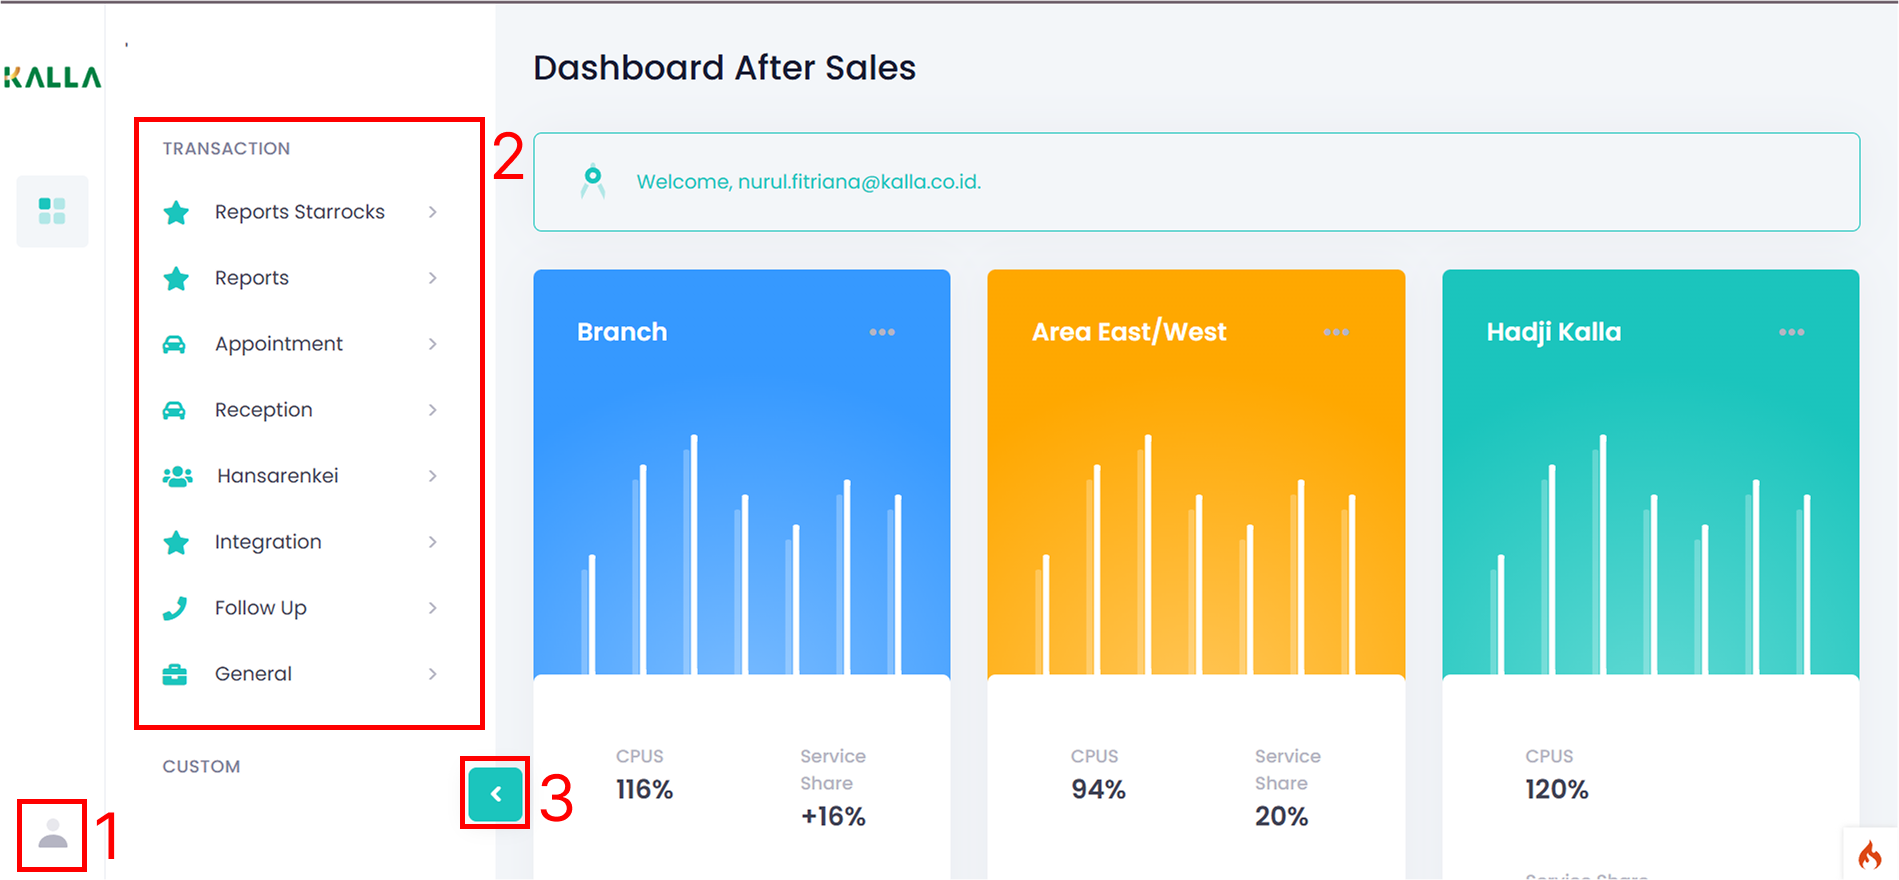 KALLA
TRANSACTION
2
Reports Starrocks
Reports
Appointment
Reception
Hansarenkei
Integration
Follow Up
General
CUSTOM
1
3
Dashboard After Sales
Welcome, nurul.fitriana@kalla.co.id.
Branch
CPUS
116%
Service
Share
+16%
Area East/West
CPUS
94%
Service
Share
20%
Hadji Kalla
CPUS
120%
Service Share